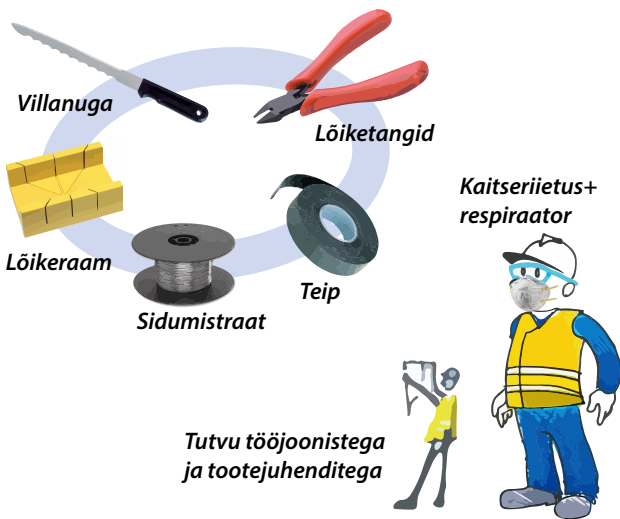 Villanuga
Lõiketangid
Lõikeraam
Sidumistraat
Teip
Kaitseriietus+
respiraator
Tutvu tööjoonistega
ja tootejuhenditega